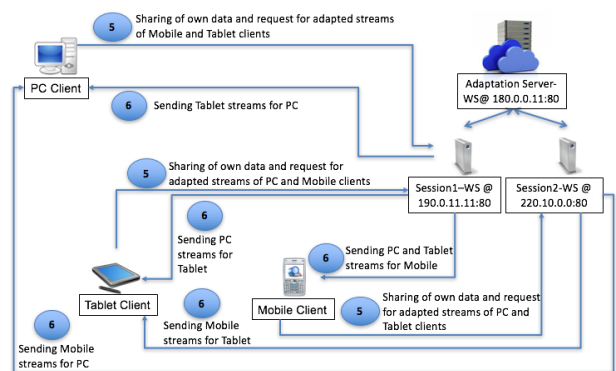 5
Sharing of own data and request for adapted streams
of Mobile and Tablet clients
PC Client
6
Sending Tablet streams for PC
Adaptation Server-
WS@ 180.0.0.11:80
5
Sharing of own data and request for
adapted streams of PC and Mobile clients
Session1–WS @
190.0.11.11:80
Session2-WS @
220.10.0.0:80
6
Sending PC
streams for
Tablet
6
Sending PC and Tablet
streams for Mobile
Tablet Client
6
Sending Mobile
streams for Tablet
Mobile Client
5
Sharing of own data and request
for adapted streams of PC and
Tablet clients
6
Sending Mobile
streams for PC